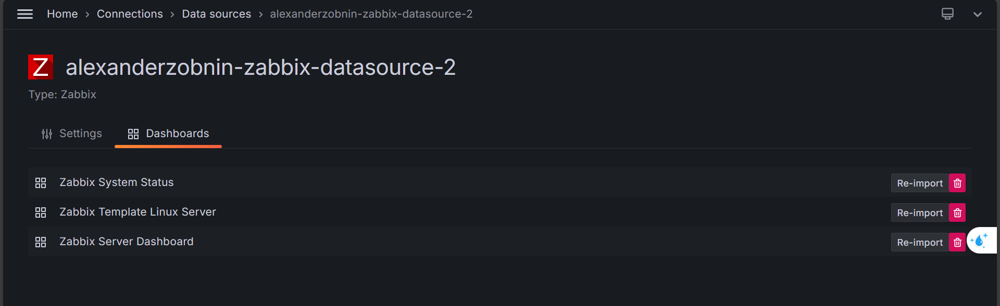 Home › Connections › Data sources › alexanderzobnin-zabbix-datasource-2
Z alexanderzobnin-zabbix-datasource-2
Type: Zabbix
Settings Dashboards
Zabbix System Status Re-import
Zabbix Template Linux Server Re-import
Zabbix Server Dashboard Re-import